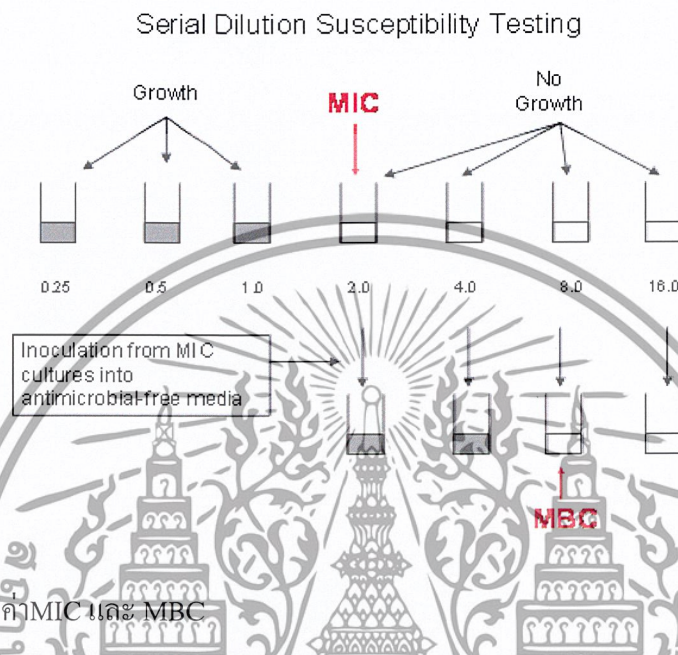 Serial Dilution Susceptibility Testing
Growth
MIC
No
Growth
0.25 0.5 1.0 2.0 4.0 8.0 16.0
Inoculation from MIC
cultures into
antimicrobial-free media
MBC
ค่าMIC และ MBC